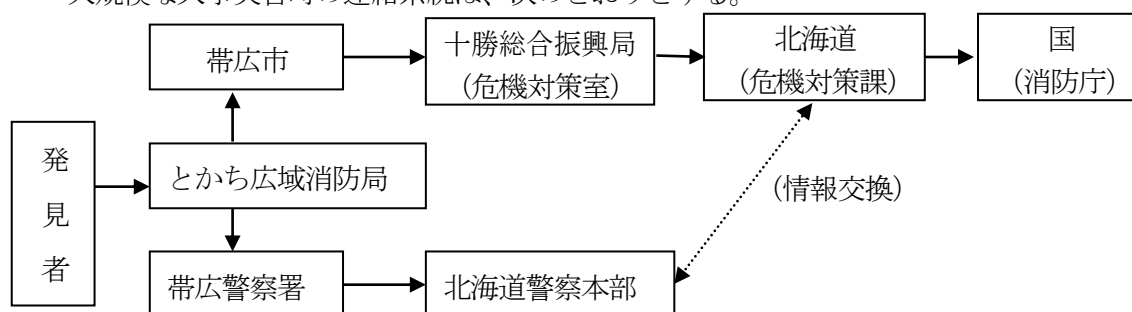 大規模な火事災害時の連絡系統は、次のとおりとする。
帯広市
十勝総合振興局
(危機対策室)
北海道
(危機対策課)
国
(消防庁)
発見者
とかち広域消防局
(情報交換)
帯広警察署
北海道警察本部